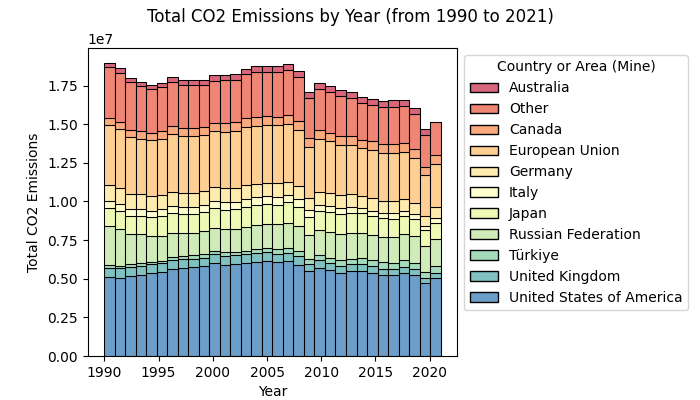 Total CO2 Emissions by Year (from 1990 to 2021)
1e7
1.75
1.50
1.25
1.00
0.75
0.50
0.25
0.00
Total CO2 Emissions
1990
1995
2000
2005
2010
2015
2020
Year
Country or Area (Mine)
Australia
Other
Canada
European Union
Germany
Italy
Japan
Russian Federation
Türkiye
United Kingdom
United States of America